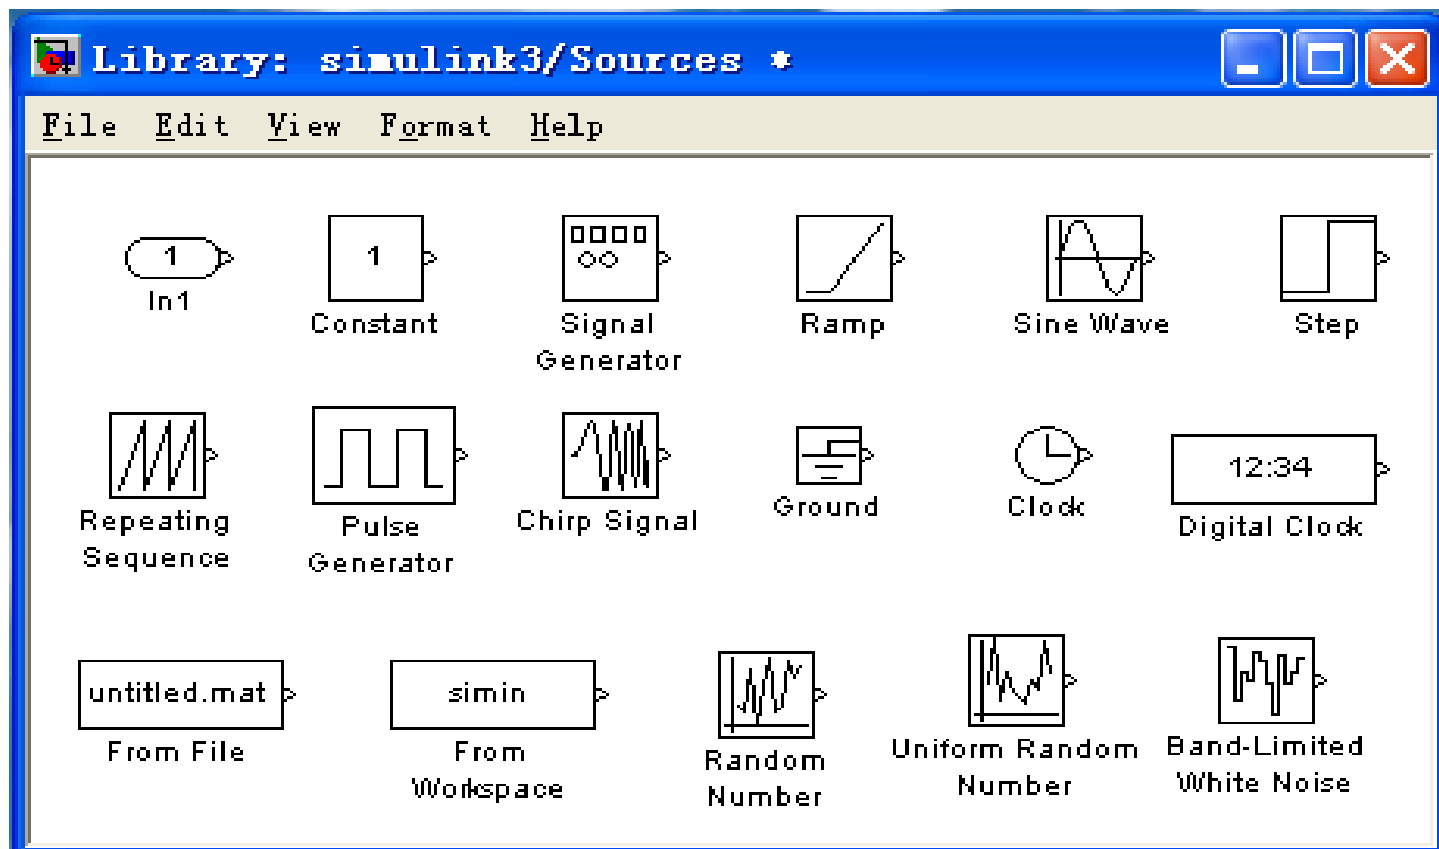 Library: simulink3/Sources *
File Edit View Format Help
1
In1
1
Constant
Signal
Generator
Ramp
Sine Wave
Step
Repeating
Sequence
Pulse
Generator
Chirp Signal
Ground
Clock
12:34
Digital Clock
untitled.mat
From File
simin
From
Workspace
Random
Number
Uniform Random
Number
Band-Limited
White Noise